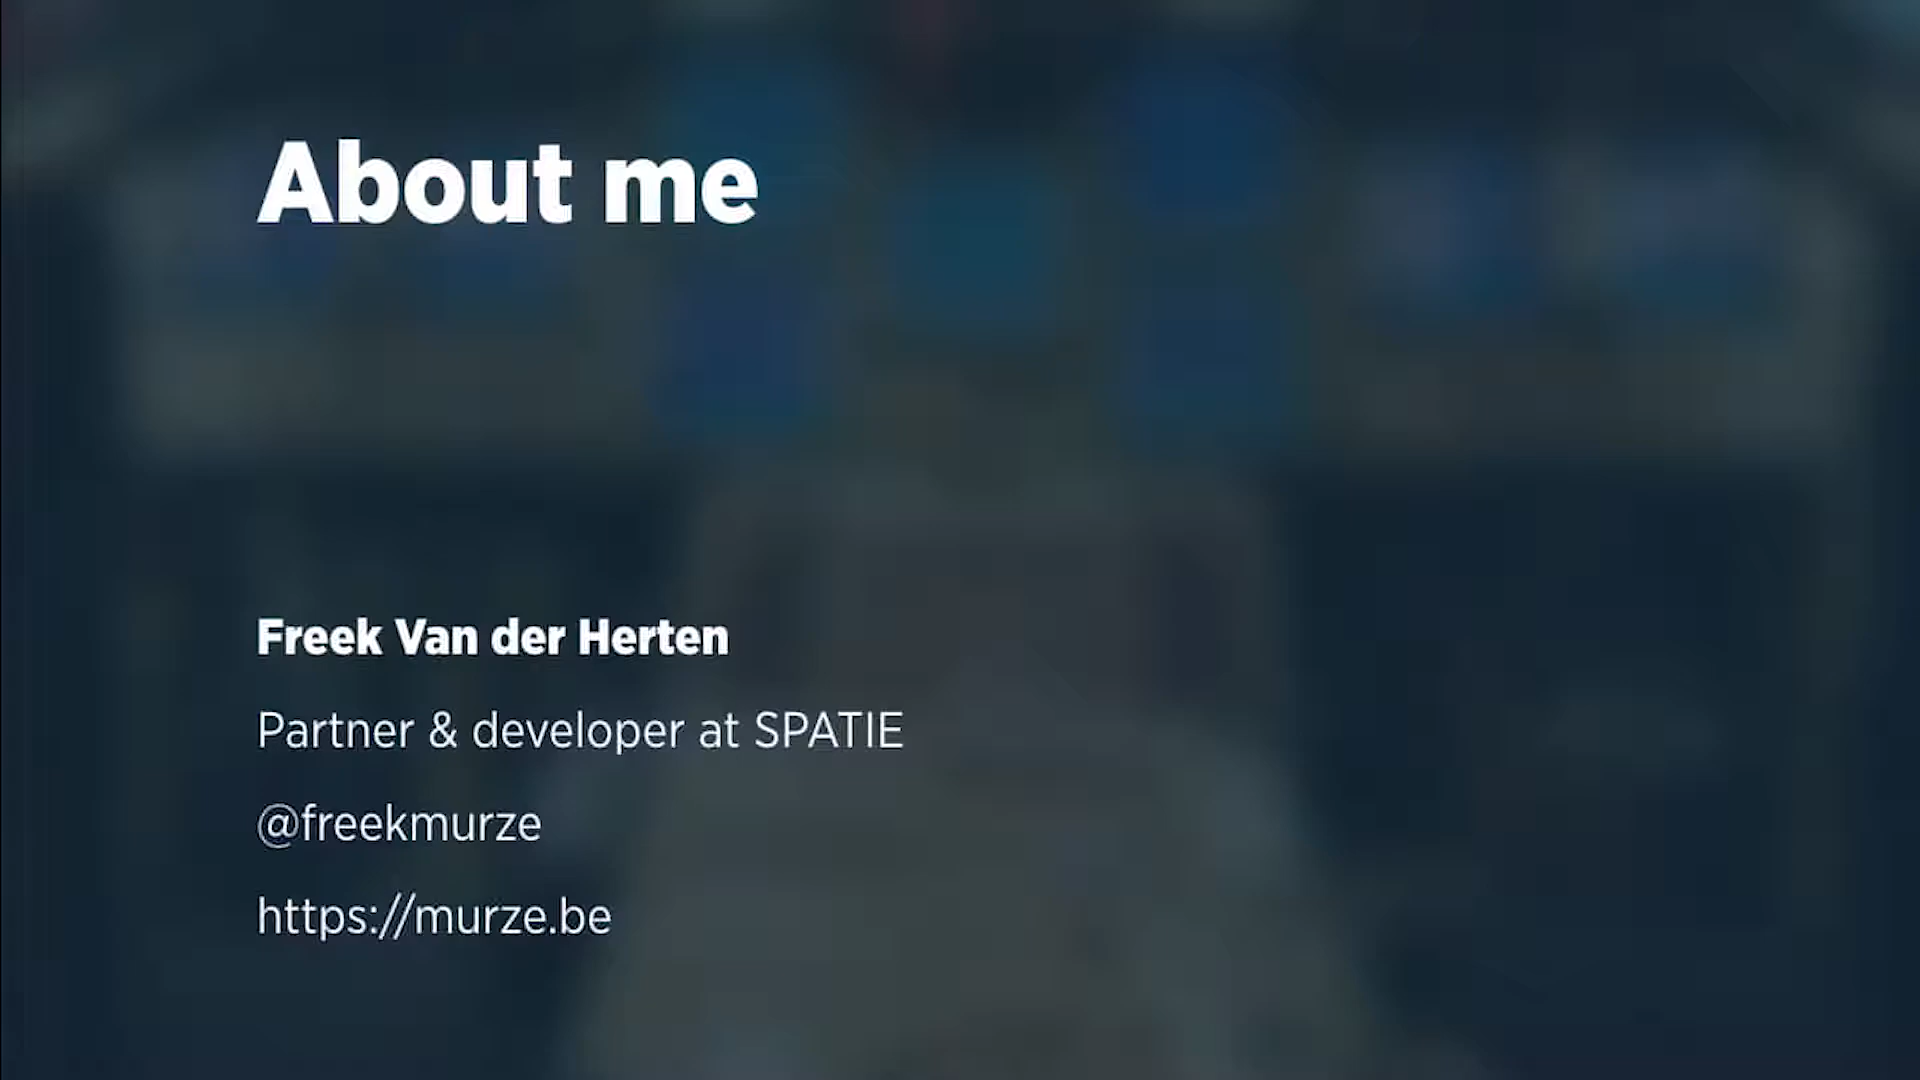 About me
Freek Van der Herten
Partner & developer at SPATIE
@freekmurze
https://murze.be